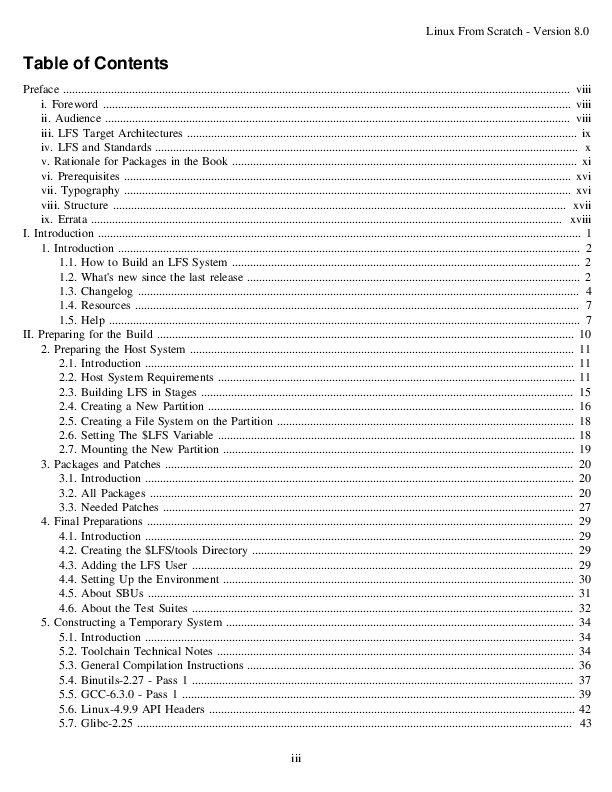 Linux From Scratch - Version 8.0
Table of Contents
Preface ........ viii
i. Foreword ........ viii
ii. Audience ........ viii
iii. LFS Target Architectures ........ ix
iv. LFS and Standards ........ x
v. Rationale for Packages in the Book ........ xi
vi. Prerequisites ........ xvi
vii. Typography ........ xvi
viii. Structure ........ xvii
ix. Errata ........ xviii
I. Introduction ........ 1
1. Introduction ........ 2
1.1. How to Build an LFS System ........ 2
1.2. What's new since the last release ........ 2
1.3. Changelog ........ 4
1.4. Resources ........ 7
1.5. Help ........ 7
II. Preparing for the Build ........ 10
2. Preparing the Host System ........ 11
2.1. Introduction ........ 11
2.2. Host System Requirements ........ 11
2.3. Building LFS in Stages ........ 15
2.4. Creating a New Partition ........ 16
2.5. Creating a File System on the Partition ........ 18
2.6. Setting The $LFS Variable ........ 18
2.7. Mounting the New Partition ........ 19
3. Packages and Patches ........ 20
3.1. Introduction ........ 20
3.2. All Packages ........ 20
3.3. Needed Patches ........ 27
4. Final Preparations ........ 29
4.1. Introduction ........ 29
4.2. Creating the $LFS/tools Directory ........ 29
4.3. Adding the LFS User ........ 29
4.4. Setting Up the Environment ........ 30
4.5. About SBUs ........ 31
4.6. About the Test Suites ........ 32
5. Constructing a Temporary System ........ 34
5.1. Introduction ........ 34
5.2. Toolchain Technical Notes ........ 34
5.3. General Compilation Instructions ........ 36
5.4. Binutils-2.27 - Pass 1 ........ 37
5.5. GCC-6.3.0 - Pass 1 ........ 39
5.6. Linux-4.9.9 API Headers ........ 42
5.7. Glibc-2.25 ........ 43
iii